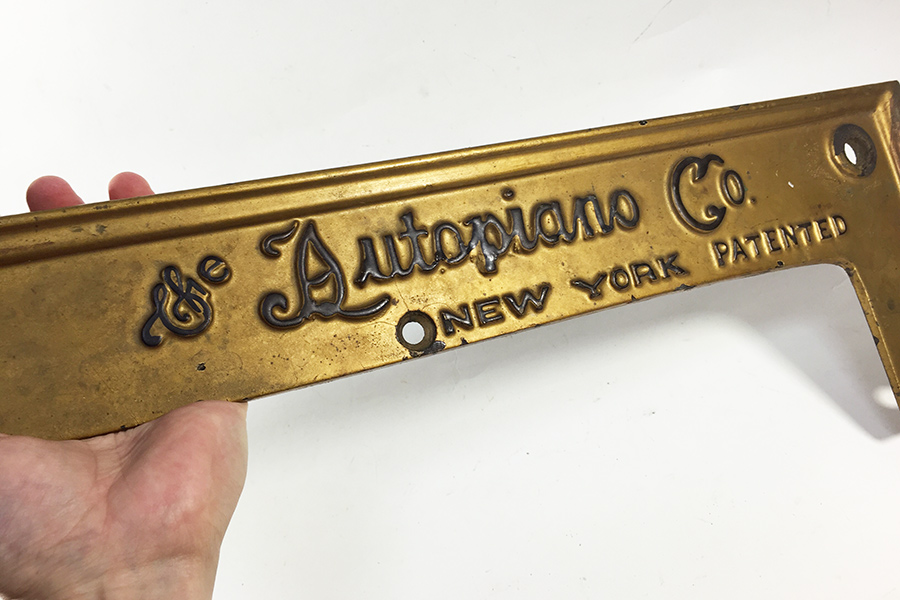 The Autopiano Co.
NEW YORK PATENTED